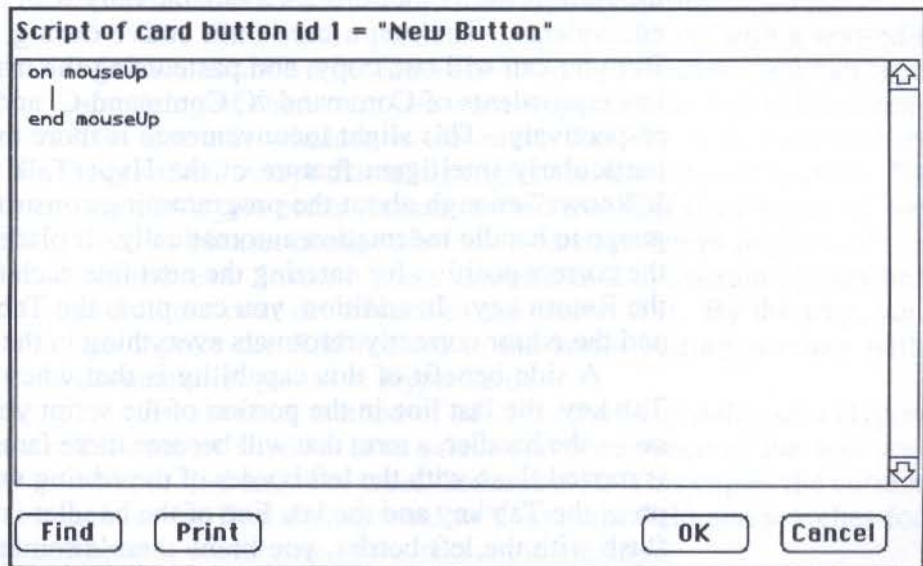 Script of card button id 1 = "New Button"
on mouseUp
end mouseUp
Find Print OK Cancel